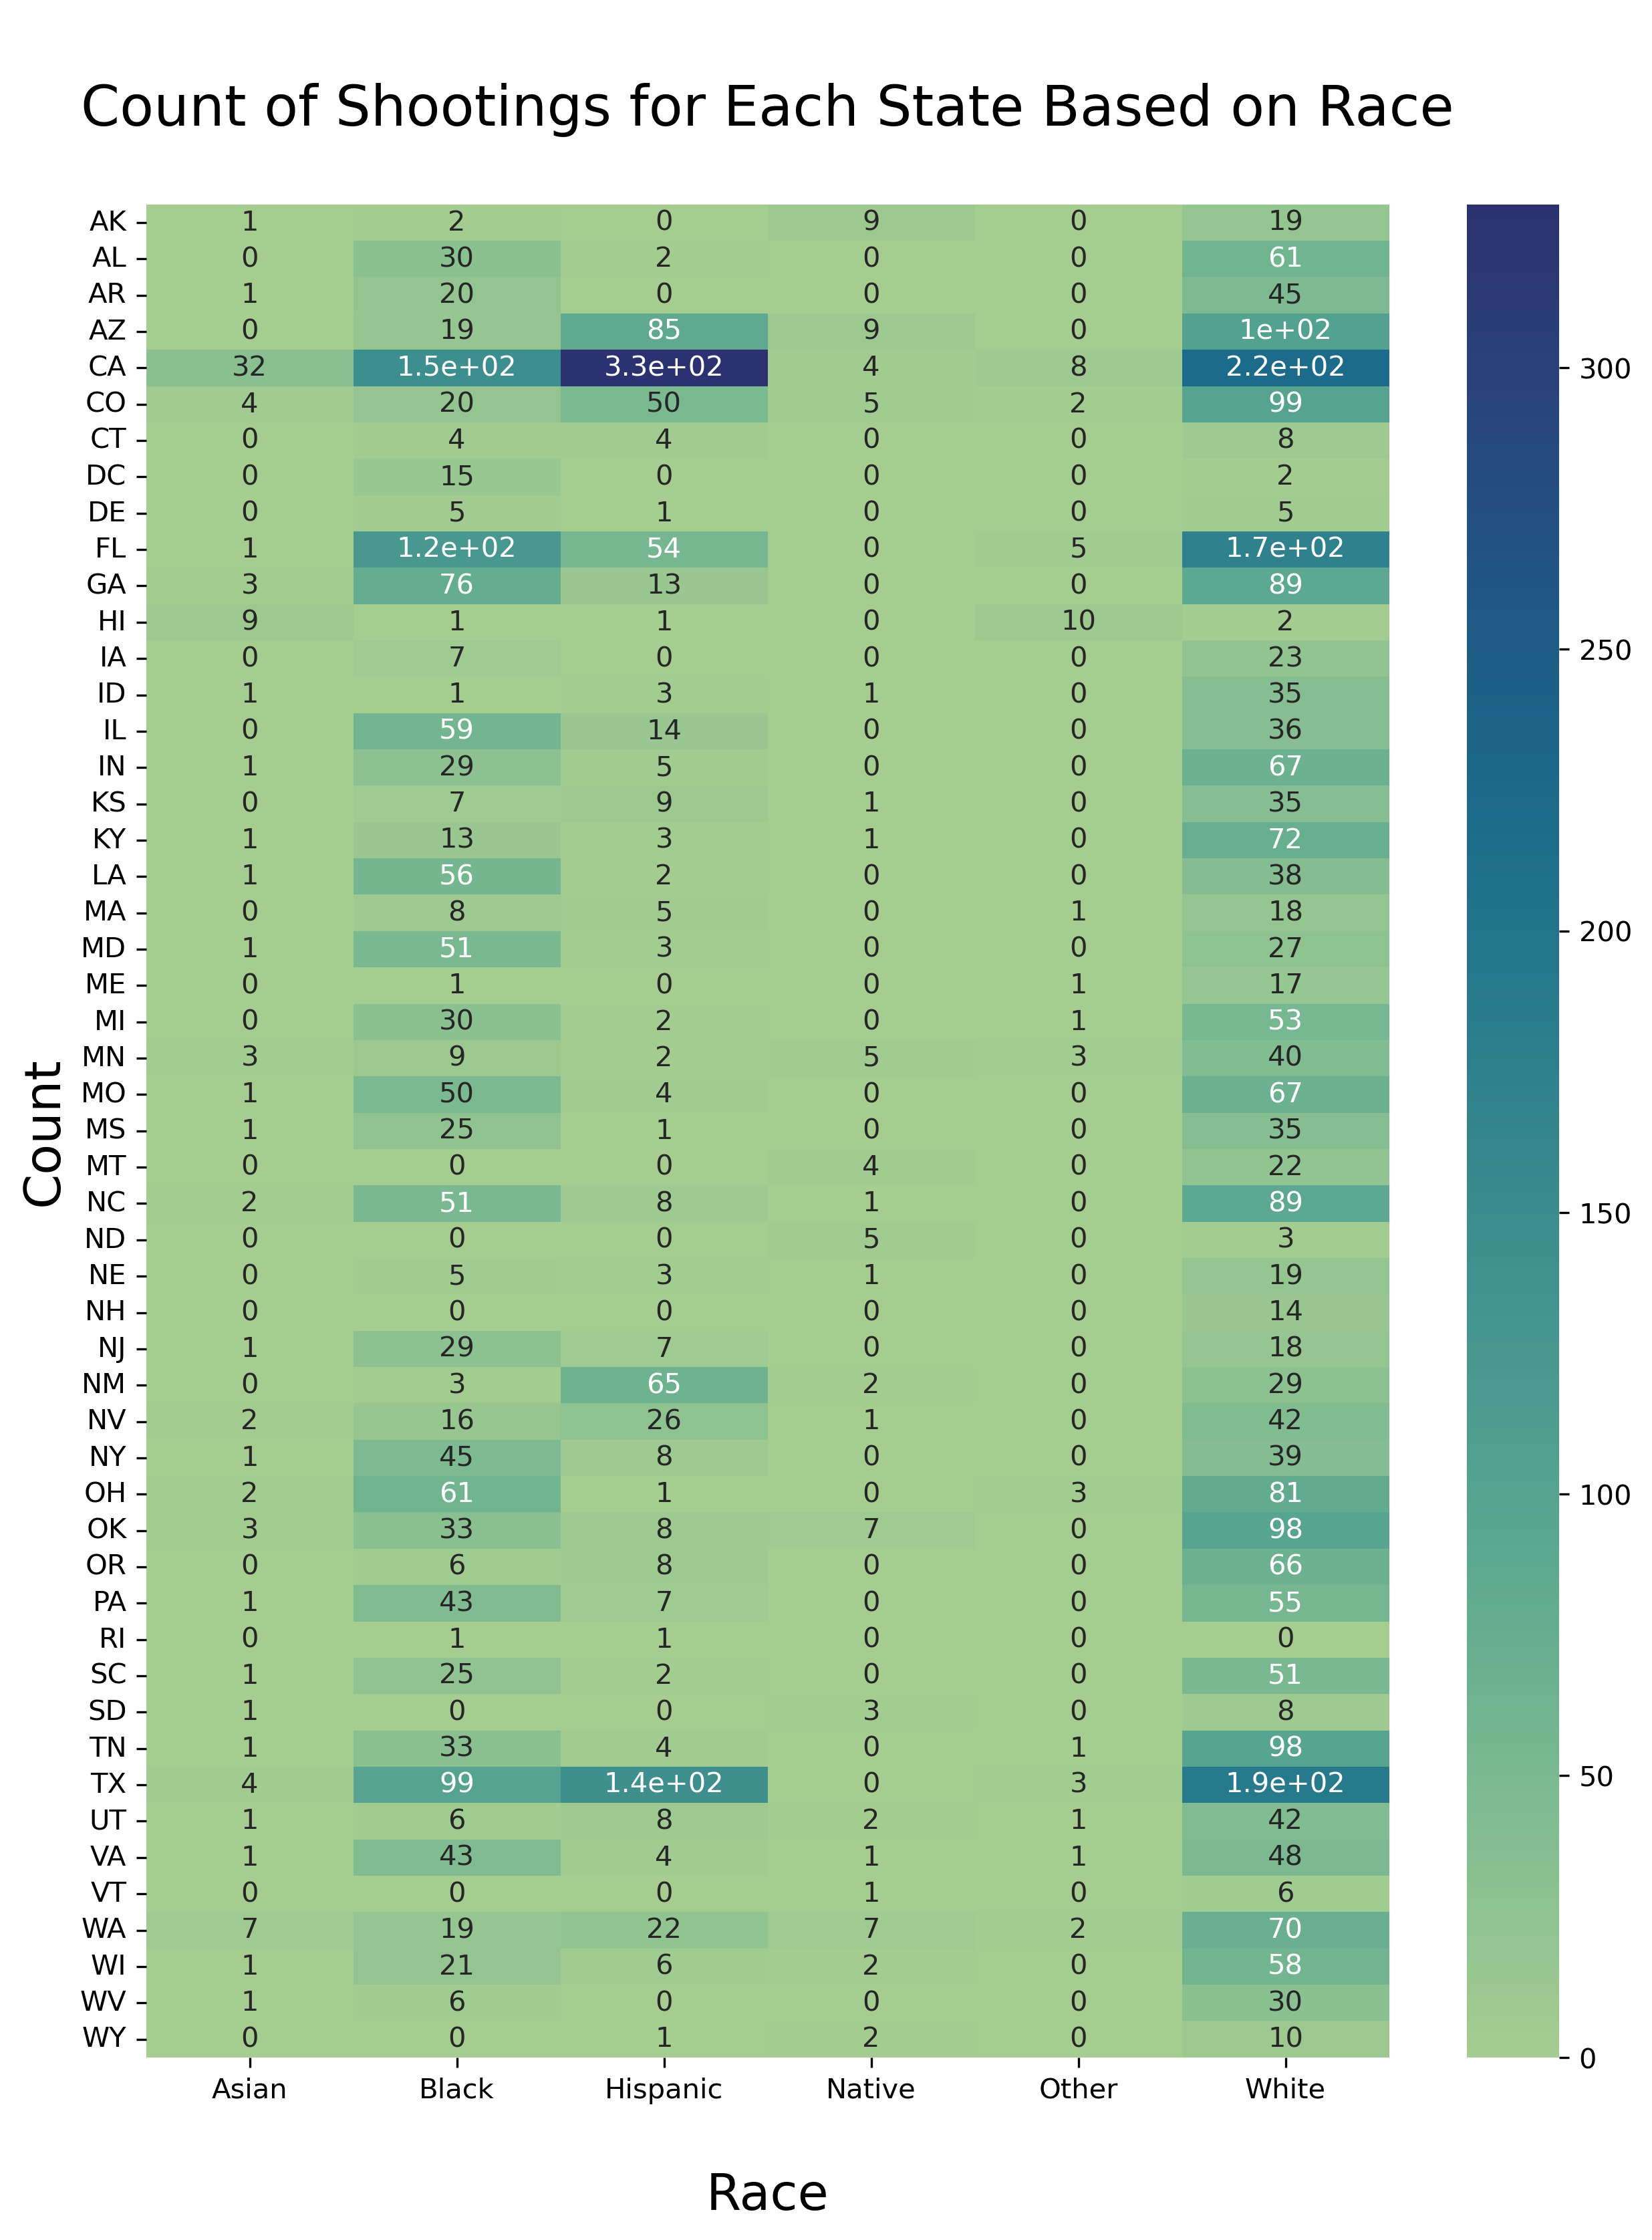 Count of Shootings for Each State Based on Race
AK 1 2 0 9 0 19
AL 0 30 2 0 0 61
AR 1 20 0 0 0 45
AZ 0 19 85 9 0 1e+02
CA 32 1.5e+02 3.3e+02 4 8 2.2e+02 300
CO 4 20 50 5 2 99
CT 0 4 4 0 0 8
DC 0 15 0 0 0 2
DE 0 5 1 0 0 5
FL 1 1.2e+02 54 0 5 1.7e+02
GA 3 76 13 0 0 89
HI 9 1 1 0 10 2
IA 0 7 0 0 0 23 250
ID 1 1 3 1 0 35
IL 0 59 14 0 0 36
IN 1 29 5 0 0 67
KS 0 7 9 1 0 35
KY 1 13 3 1 0 72
LA 1 56 2 0 0 38
MA 0 8 5 0 1 18
MD 1 51 3 0 0 27 200
ME 0 1 0 0 1 17
MI 0 30 2 0 1 53
MN 3 9 2 5 3 40
MO 1 50 4 0 0 67
Count
MS 1 25 1 0 0 35
MT 0 0 0 4 0 22
NC 2 51 8 1 0 89 150
ND 0 0 0 5 0 3
NE 0 5 3 1 0 19
NH 0 0 0 0 0 14
NJ 1 29 7 0 0 18
NM 0 3 65 2 0 29
NV 2 16 26 1 0 42
NY 1 45 8 0 0 39
OH 2 61 1 0 3 81 100
OK 3 33 8 7 0 98
OR 0 6 8 0 0 66
PA 1 43 7 0 0 55
RI 0 1 1 0 0 0
SC 1 25 2 0 0 51
SD 1 0 0 3 0 8
TN 1 33 4 0 1 98
TX 4 99 1.4e+02 0 3 1.9e+02 50
UT 1 6 8 2 1 42
VA 1 43 4 1 1 48
VT 0 0 0 1 0 6
WA 7 19 22 7 2 70
WI 1 21 6 2 0 58
WV 1 6 0 0 0 30
WY 0 0 1 2 0 10 0
Asian Black Hispanic Native Other White
Race